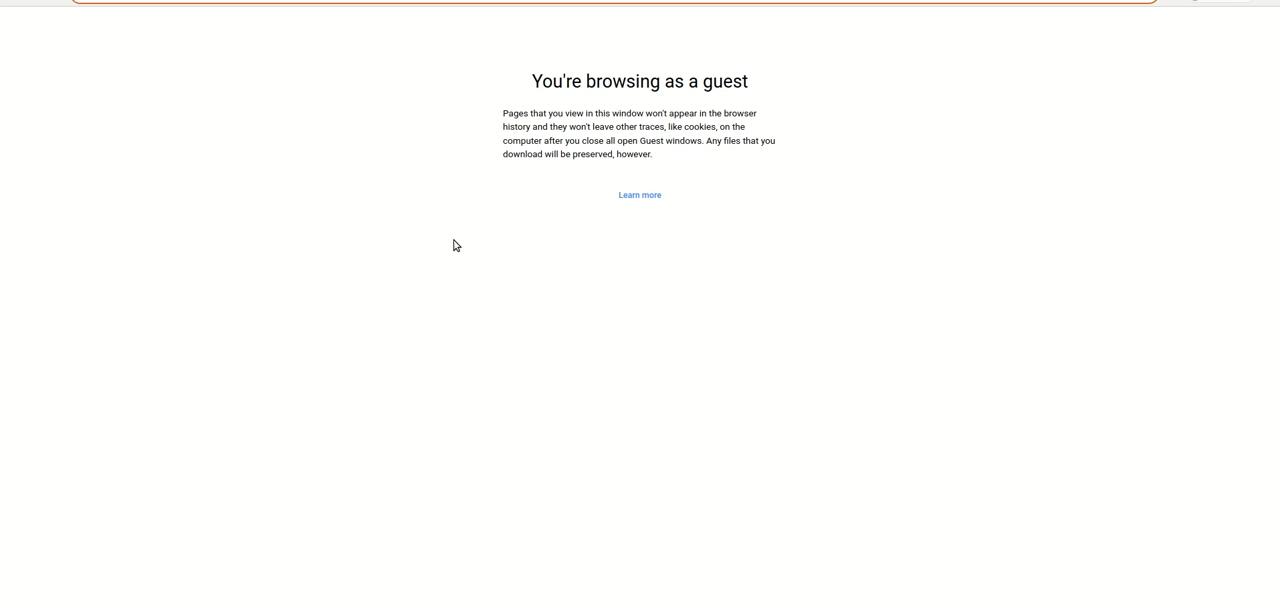 You're browsing as a guest
Pages that you view in this window won't appear in the browser
history and they won't leave other traces, like cookies, on the
computer after you close all open Guest windows. Any files that you
download will be preserved, however.
Learn more